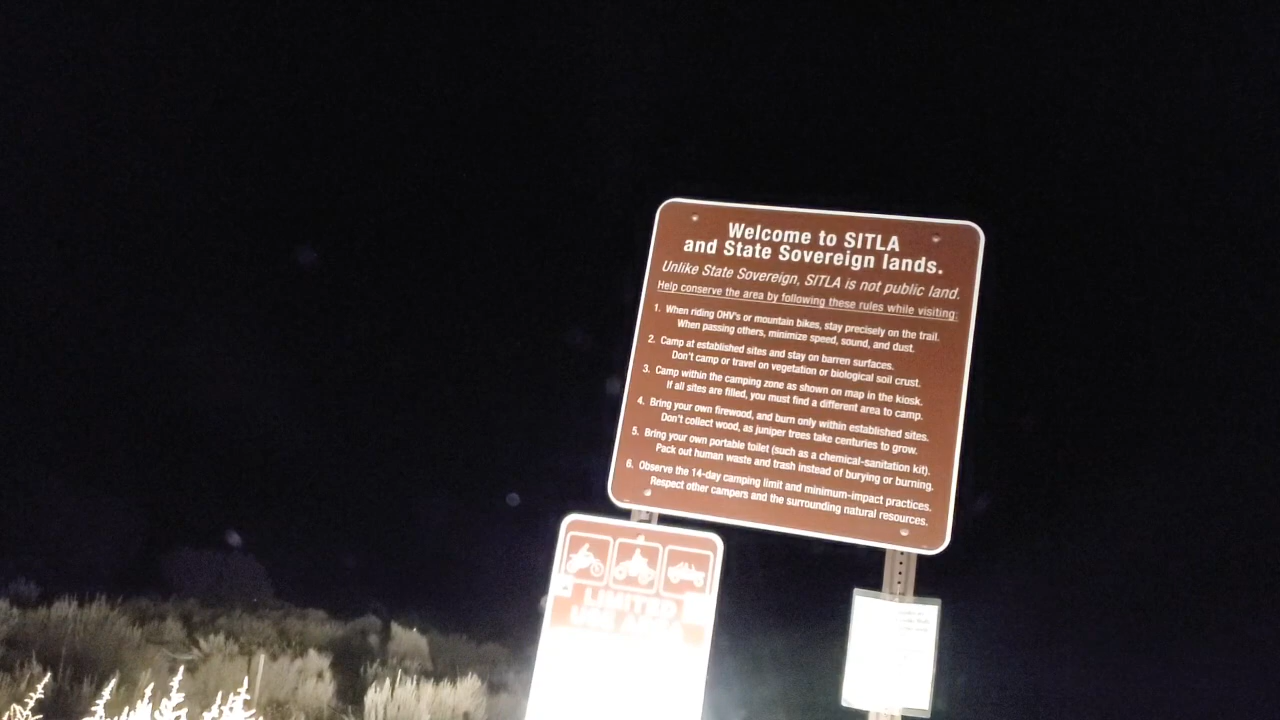 Welcome to SITLA
and State Sovereign lands.
Unlike State Sovereign, SITLA is not public land.
Help conserve the area by following these rules while visiting:
1. When riding OHV's or mountain bikes, stay precisely on the trail.
When passing others, minimize speed, sound, and dust.
2. Camp at established sites and stay on barren surfaces.
Don't camp or travel on vegetation or biological soil crust.
3. Camp within the camping zone as shown on map in the kiosk.
If all sites are filled, you must find a different area to camp.
4. Bring your own firewood, and burn only within established sites.
Don't collect wood, as juniper trees take centuries to grow.
5. Bring your own portable toilet (such as a chemical-sanitation kit).
Pack out human waste and trash instead of burying or burning.
6. Observe the 14-day camping limit and minimum-impact practices.
Respect other campers and the surrounding natural resources.
LIMITED
USE AREA